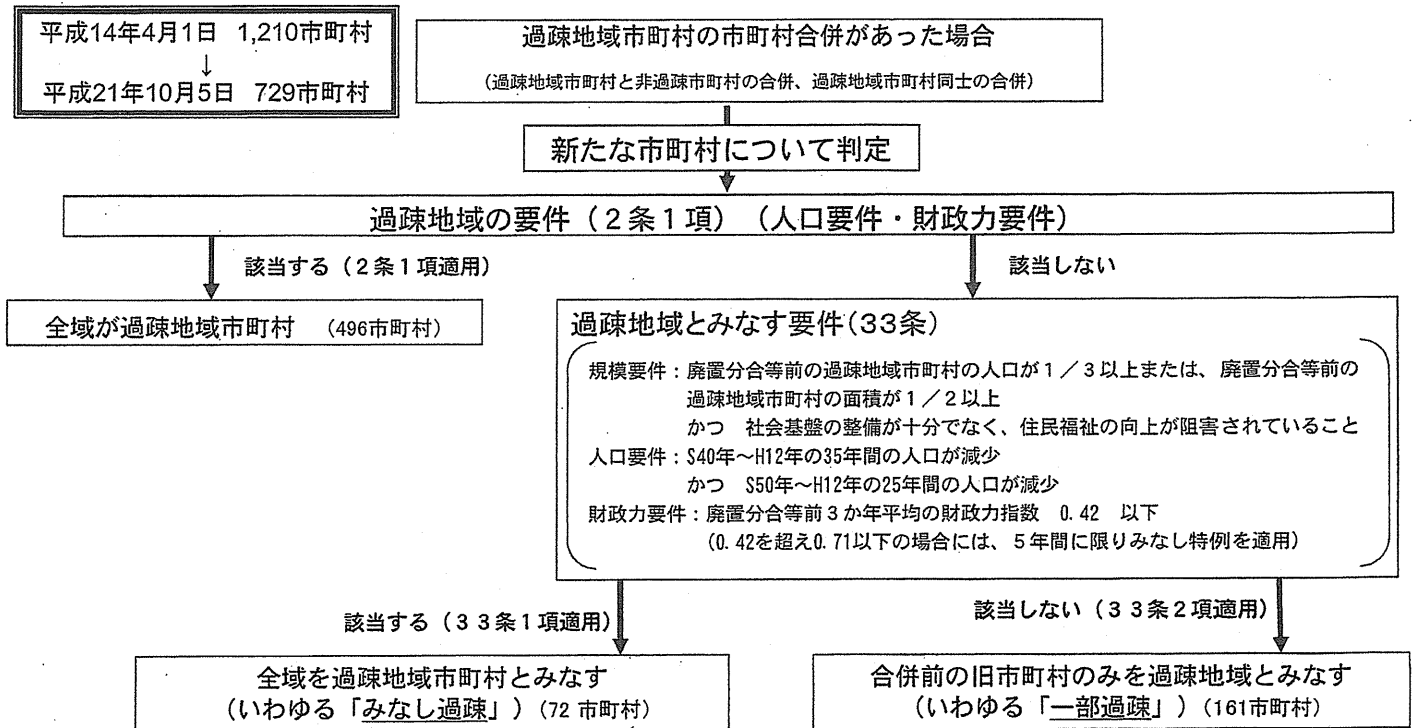 平成14年4月1日 1,210市町村
↓
平成21年10月5日 729市町村
過疎地域市町村の市町村合併があった場合
(過疎地域市町村と非過疎市町村の合併、過疎地域市町村同士の合併)
新たな市町村について判定
過疎地域の要件(2条1項)(人口要件・財政力要件)
該当する(2条1項適用)
該当しない
全域が過疎地域市町村 (496市町村)
過疎地域とみなす要件(33条)
規模要件:廃置分合等前の過疎地域市町村の人口が1/3以上または、廃置分合等前の
過疎地域市町村の面積が1/2以上
かつ 社会基盤の整備が十分でなく、住民福祉の向上が阻害されていること
人口要件:S40年~H12年の35年間の人口が減少
かつ S50年~H12年の25年間の人口が減少
財政力要件:廃置分合等前3か年平均の財政力指数 0.42 以下
(0.42を超え0.71以下の場合には、5年間に限りみなし特例を適用)
該当する(33条1項適用)
該当しない(33条2項適用)
全域を過疎地域市町村とみなす
(いわゆる「みなし過疎」)(72 市町村)
合併前の旧市町村のみを過疎地域とみなす
(いわゆる「一部過疎」)(161市町村)